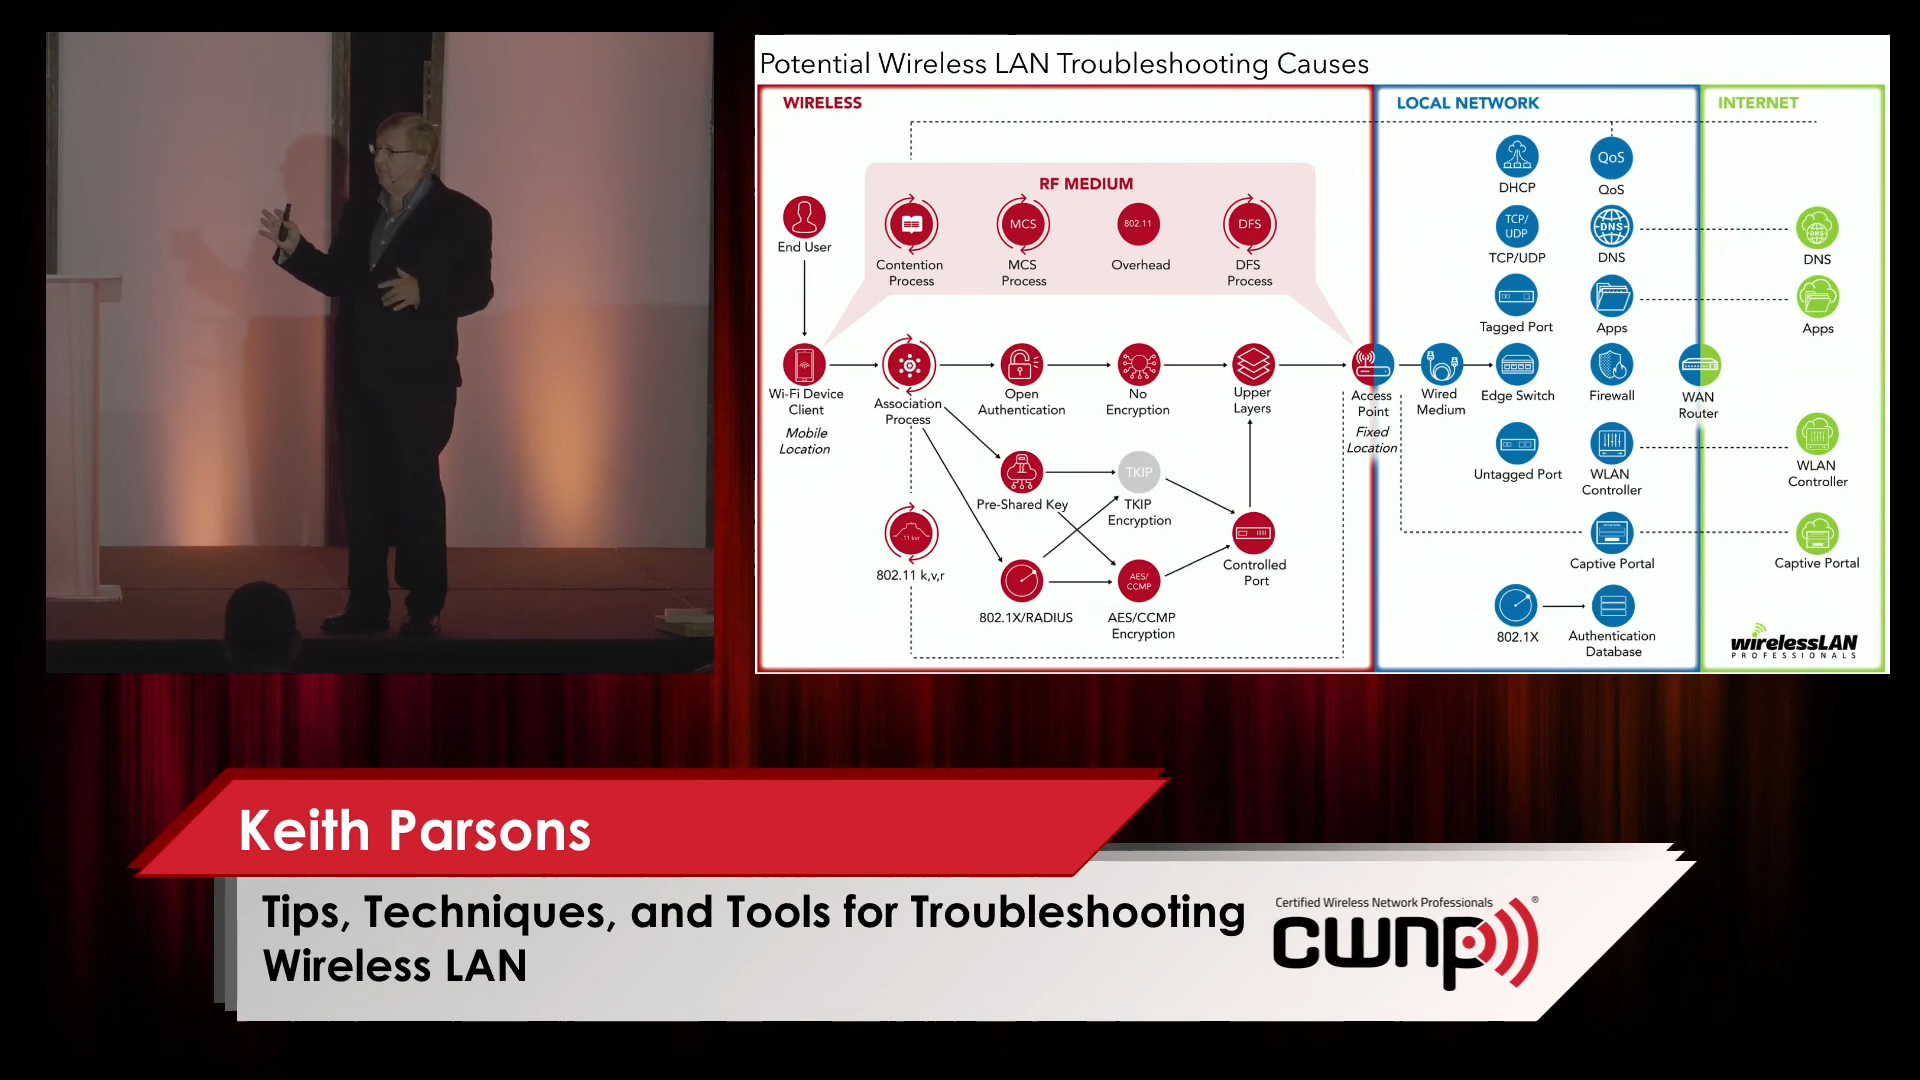 Potential Wireless LAN Troubleshooting Causes
WIRELESS
LOCAL NETWORK
INTERNET
RF MEDIUM
MCS
802.11
DFS
Contention
Process
MCS
Process
Overhead
DFS
Process
End User
DHCP
QoS
QoS
TCP/
UDP
TCP/UDP
DNS
DNS
DNS
DNS
Tagged Port
Apps
Apps
Wi-Fi Device
Client
Mobile
Location
Association
Process
Open
Authentication
No
Encryption
Upper
Layers
Access
Point
Fixed
Location
Wired
Medium
Edge Switch
Firewall
WAN
Router
Pre-Shared Key
TKIP
TKIP
Encryption
Untagged Port
WLAN
Controller
WLAN
Controller
.11 kvr
802.11 k,v,r
802.1X/RADIUS
AES/
CCMP
AES/CCMP
Encryption
Controlled
Port
Captive Portal
Captive Portal
802.1X
Authentication
Database
wirelessLAN
PROFESSIONALS
Keith Parsons
Tips, Techniques, and Tools for Troubleshooting
Wireless LAN
Certified Wireless Network Professionals ®
cwnp